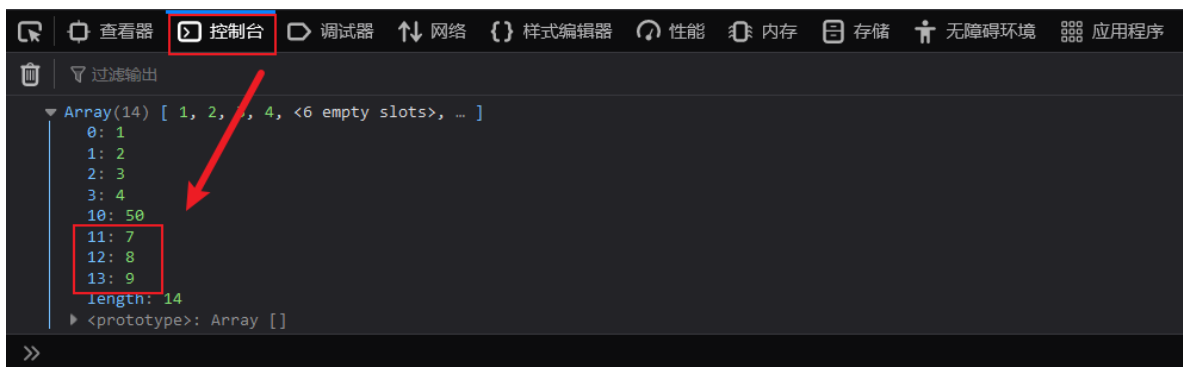 查看器 控制台 调试器 网络 {} 样式编辑器 性能 内存 存储 无障碍环境 应用程序
过滤输出
Array(14) [ 1, 2, 3, 4, <6 empty slots>, … ]
0: 1
1: 2
2: 3
3: 4
10: 50
11: 7
12: 8
13: 9
length: 14
<prototype>: Array []